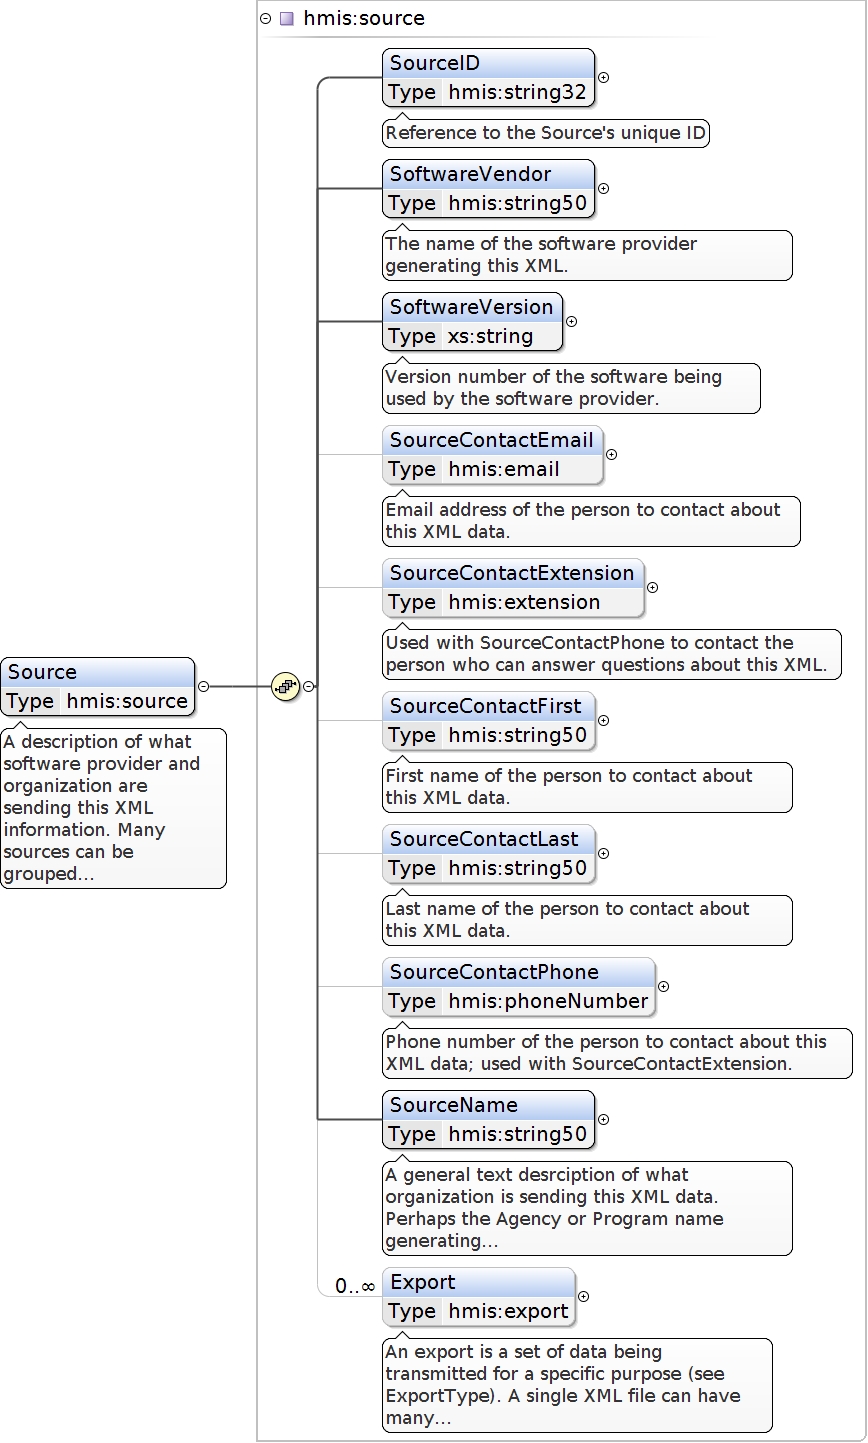 hmis:source
SourceID
Type hmis:string32
Reference to the Source's unique ID
SoftwareVendor
Type hmis:string50
The name of the software provider
generating this XML.
SoftwareVersion
Type xs:string
Version number of the software being
used by the software provider.
SourceContactEmail
Type hmis:email
Email address of the person to contact about
this XML data.
SourceContactExtension
Type hmis:extension
Used with SourceContactPhone to contact the
person who can answer questions about this XML.
Source
Type hmis:source
A description of what
software provider and
organization are
sending this XML
information. Many
sources can be
grouped...
SourceContactFirst
Type hmis:string50
First name of the person to contact about
this XML data.
SourceContactLast
Type hmis:string50
Last name of the person to contact about
this XML data.
SourceContactPhone
Type hmis:phoneNumber
Phone number of the person to contact about this
XML data; used with SourceContactExtension.
SourceName
Type hmis:string50
A general text desrciption of what
organization is sending this XML data.
Perhaps the Agency or Program name
generating...
0..∞
Export
Type hmis:export
An export is a set of data being
transmitted for a specific purpose (see
ExportType). A single XML file can have
many...